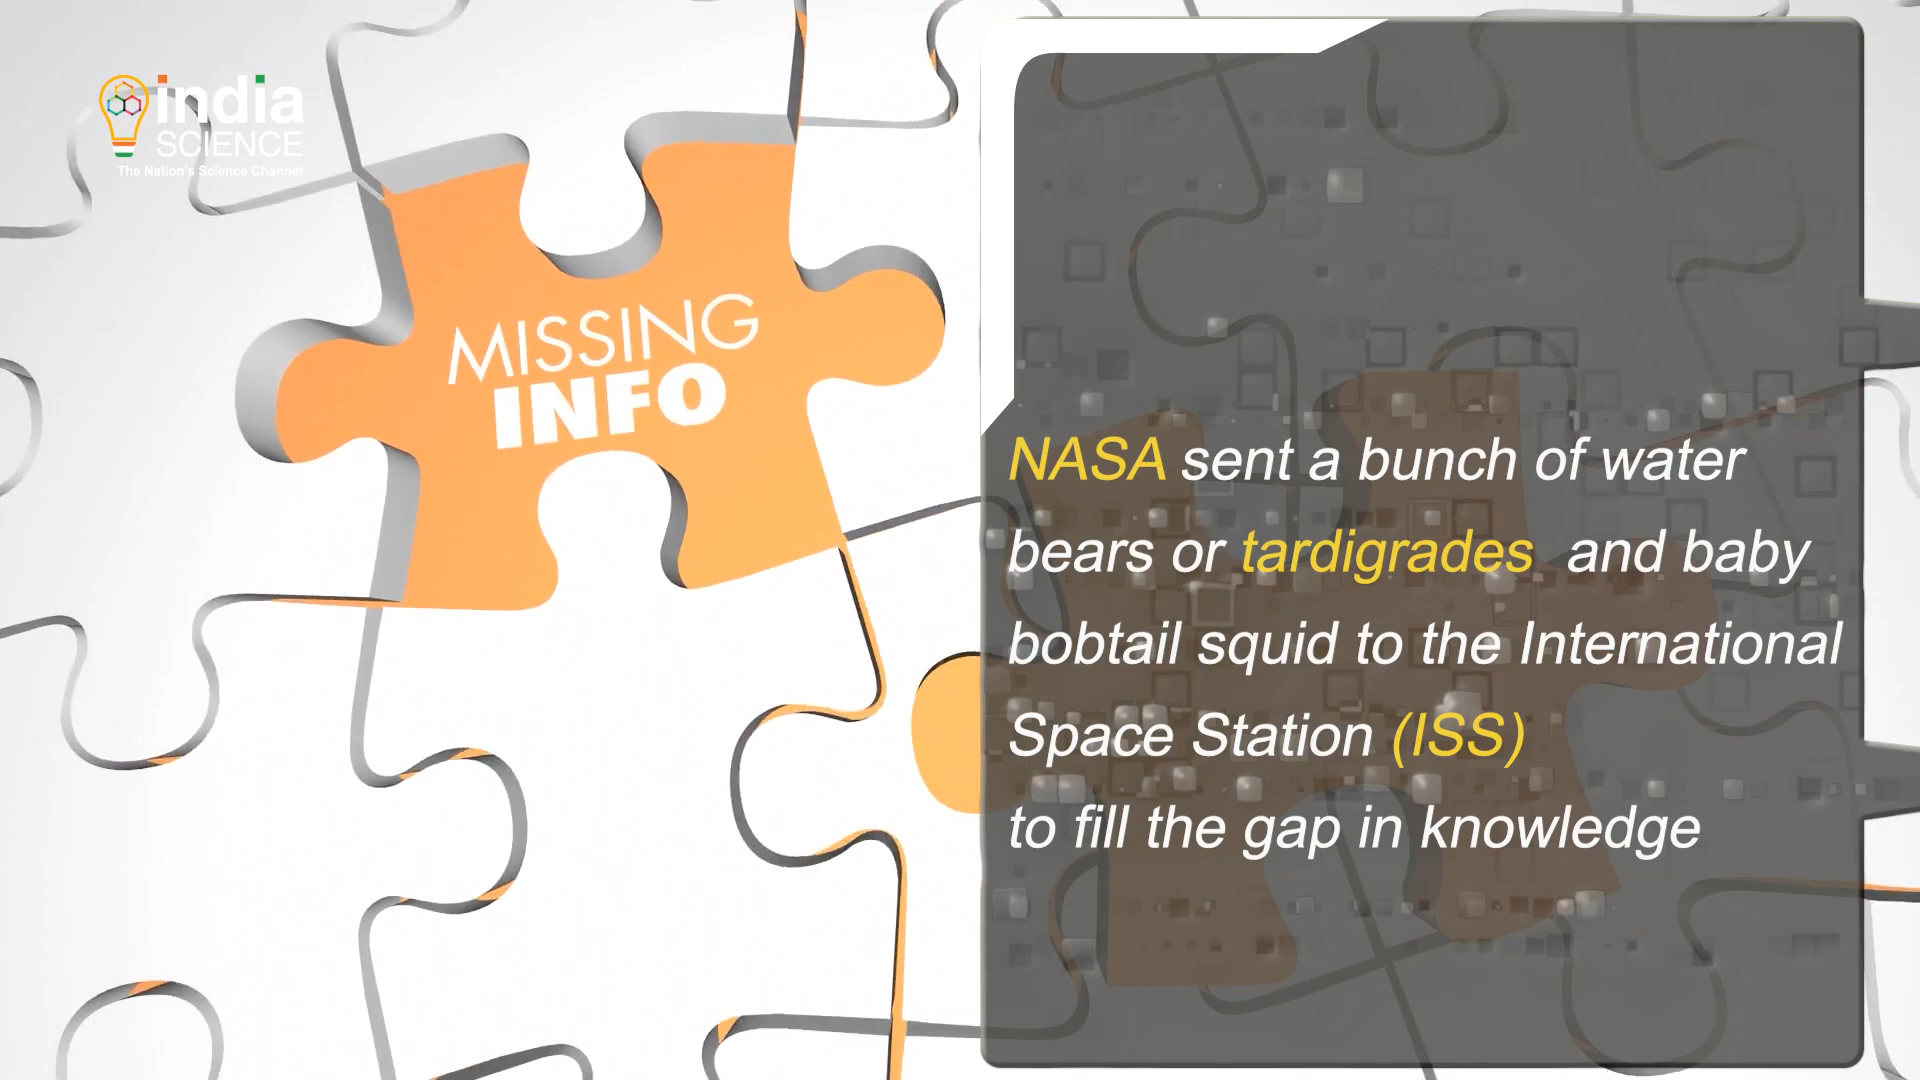 india
SCIENCE
The Nation's Science Channel
MISSING
INFO
NASA sent a bunch of water
bears or tardigrades and baby
bobtail squid to the International
Space Station (ISS)
to fill the gap in knowledge